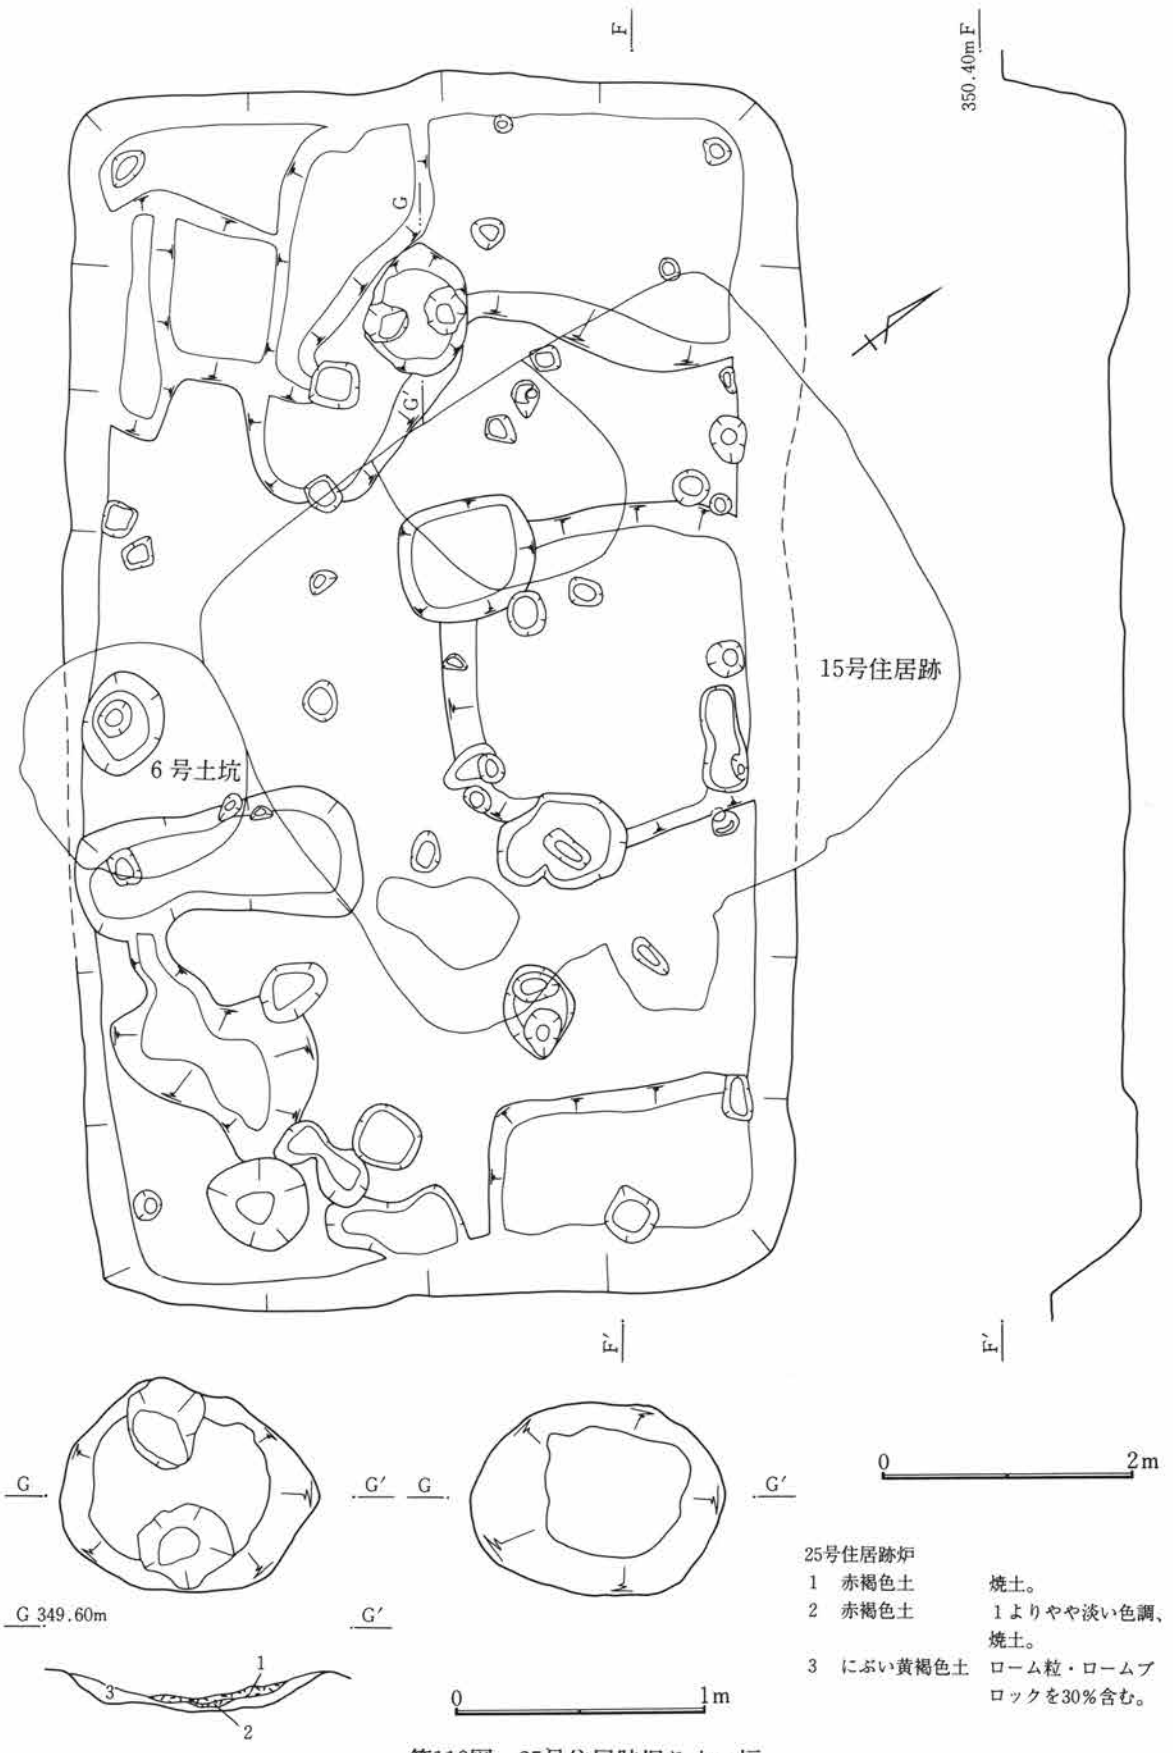 F
350.40m F
G
G′
15号住居跡
6号土坑
F′
F′
G
G′
G
G′
0 2m
25号住居跡炉
1 赤褐色土 焼土。
2 赤褐色土 1よりやや淡い色調、
焼土。
3 にぶい黄褐色土 ローム粒・ロームブ
ロックを30%含む。
G 349.60m
G′
1
3
2
0 1m